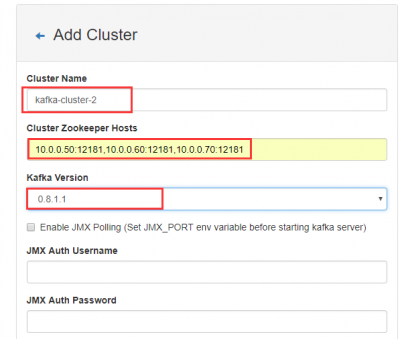 Add Cluster
Cluster Name
kafka-cluster-2
Cluster Zookeeper Hosts
10.0.0.50:12181,10.0.0.60:12181,10.0.0.70:12181
Kafka Version
0.8.1.1
Enable JMX Polling (Set JMX_PORT env variable before starting kafka server)
JMX Auth Username
JMX Auth Password